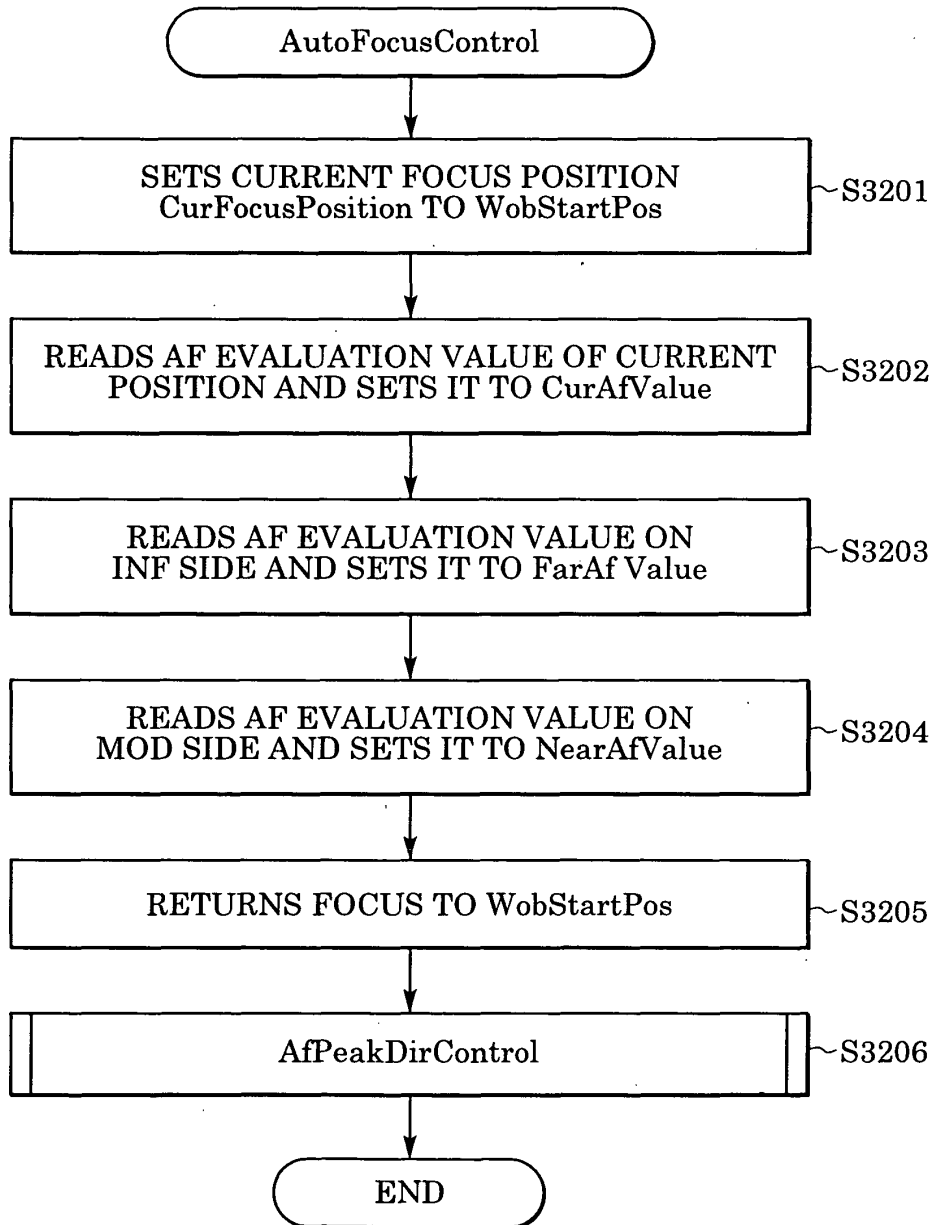 AutoFocusControl
SETS CURRENT FOCUS POSITION
CurFocusPosition TO WobStartPos
S3201
READS AF EVALUATION VALUE OF CURRENT
POSITION AND SETS IT TO CurAfValue
S3202
READS AF EVALUATION VALUE ON
INF SIDE AND SETS IT TO FarAf Value
S3203
READS AF EVALUATION VALUE ON
MOD SIDE AND SETS IT TO NearAfValue
S3204
RETURNS FOCUS TO WobStartPos
S3205
AfPeakDirControl
S3206
END